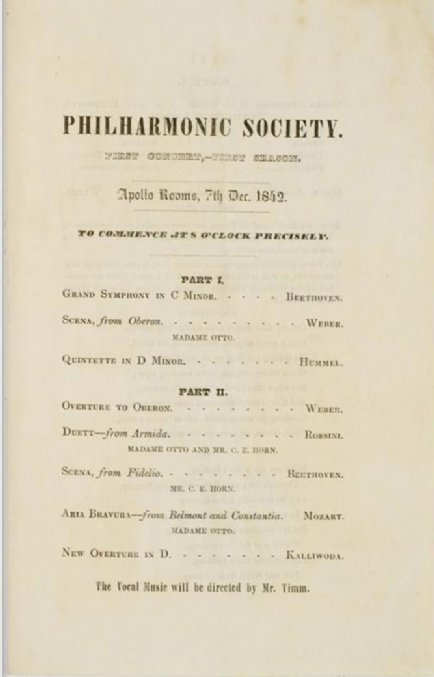 PHILHARMONIC SOCIETY.
FIRST CONCERT,—FIRST SEASON.
Apollo Rooms, 7th Dec. 1842.
TO COMMENCE AT 8 O'CLOCK PRECISELY.
PART I.
GRAND SYMPHONY IN C MINOR. - - - - BEETHOVEN.
SCENA, from Oberon. - - - - - - - - - WEBER.
MADAME OTTO.
QUINTETTE IN D MINOR. - - - - - - - HUMMEL.
PART II.
OVERTURE TO OBERON. - - - - - - - - WEBER.
DUETT—from Armida. - - - - - - - - ROSSINI.
MADAME OTTO AND MR. C. E. HORN.
SCENA, from Fidelio. - - - - - - - - BEETHOVEN.
MR. C. E. HORN.
ARIA BRAVURA—from Belmont and Constantia. MOZART.
MADAME OTTO.
NEW OVERTURE IN D. - - - - - - - KALLIWODA.
The Vocal Music will be directed by Mr. Timm.